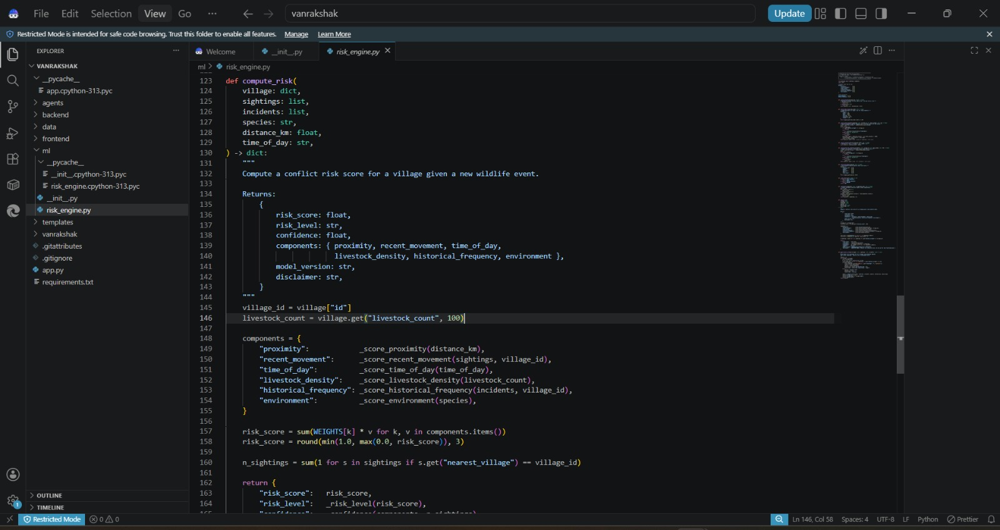 File Edit Selection View Go ··· vanrakshak Update
Restricted Mode is intended for safe code browsing. Trust this folder to enable all features. Manage Learn More
EXPLORER
VANRAKSHAK
__pycache__
app.cpython-313.pyc
agents
backend
data
frontend
ml
__pycache__
__init__.cpython-313.pyc
risk_engine.cpython-313.pyc
__init__.py
risk_engine.py
templates
vanrakshak
.gitattributes
.gitignore
app.py
requirements.txt
OUTLINE
TIMELINE
Welcome __init__.py risk_engine.py
ml > risk_engine.py
123 def compute_risk(
124     village: dict,
125     sightings: list,
126     incidents: list,
127     species: str,
128     distance_km: float,
129     time_of_day: str,
130 ) -> dict:
131     """
132     Compute a conflict risk score for a village given a new wildlife event.
133
134     Returns:
135         {
136             risk_score: float,
137             risk_level: str,
138             confidence: float,
139             components: { proximity, recent_movement, time_of_day,
140                           livestock_density, historical_frequency, environment },
141             model_version: str,
142             disclaimer: str,
143         }
144     """
145     village_id = village["id"]
146     livestock_count = village.get("livestock_count", 100)
147
148     components = {
149         "proximity":            _score_proximity(distance_km),
150         "recent_movement":      _score_recent_movement(sightings, village_id),
151         "time_of_day":          _score_time_of_day(time_of_day),
152         "livestock_density":    _score_livestock_density(livestock_count),
153         "historical_frequency": _score_historical_frequency(incidents, village_id),
154         "environment":          _score_environment(species),
155     }
156
157     risk_score = sum(WEIGHTS[k] * v for k, v in components.items())
158     risk_score = round(min(1.0, max(0.0, risk_score)), 3)
159
160     n_sightings = sum(1 for s in sightings if s.get("nearest_village") == village_id)
161
162     return {
163         "risk_score":   risk_score,
164         "risk_level":   _risk_level(risk_score),
Restricted Mode 0 0 Ln 146, Col 58 Spaces: 4 UTF-8 LF Python Prettier
1